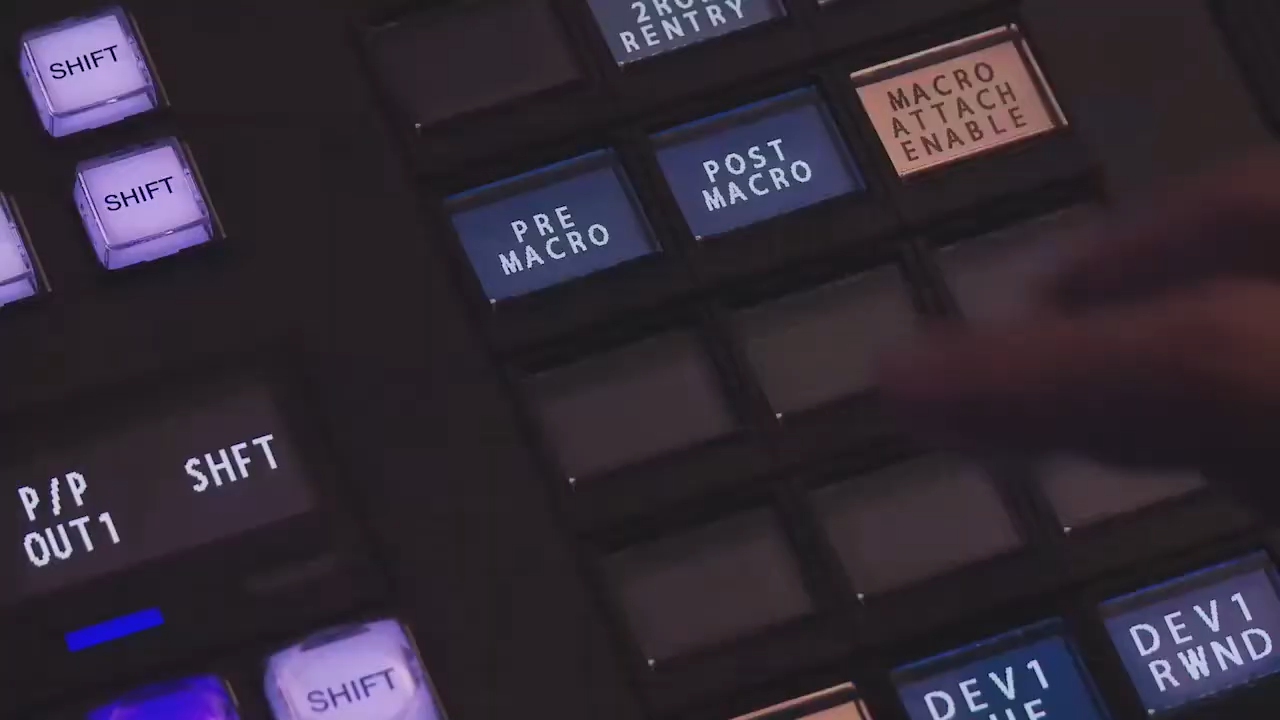 SHIFT
RENTRY
MACRO
ATTACH
ENABLE
POST
MACRO
SHIFT
PRE
MACRO
SHFT
P/P
OUT1
DEV1
RWND
SHIFT
DEV1